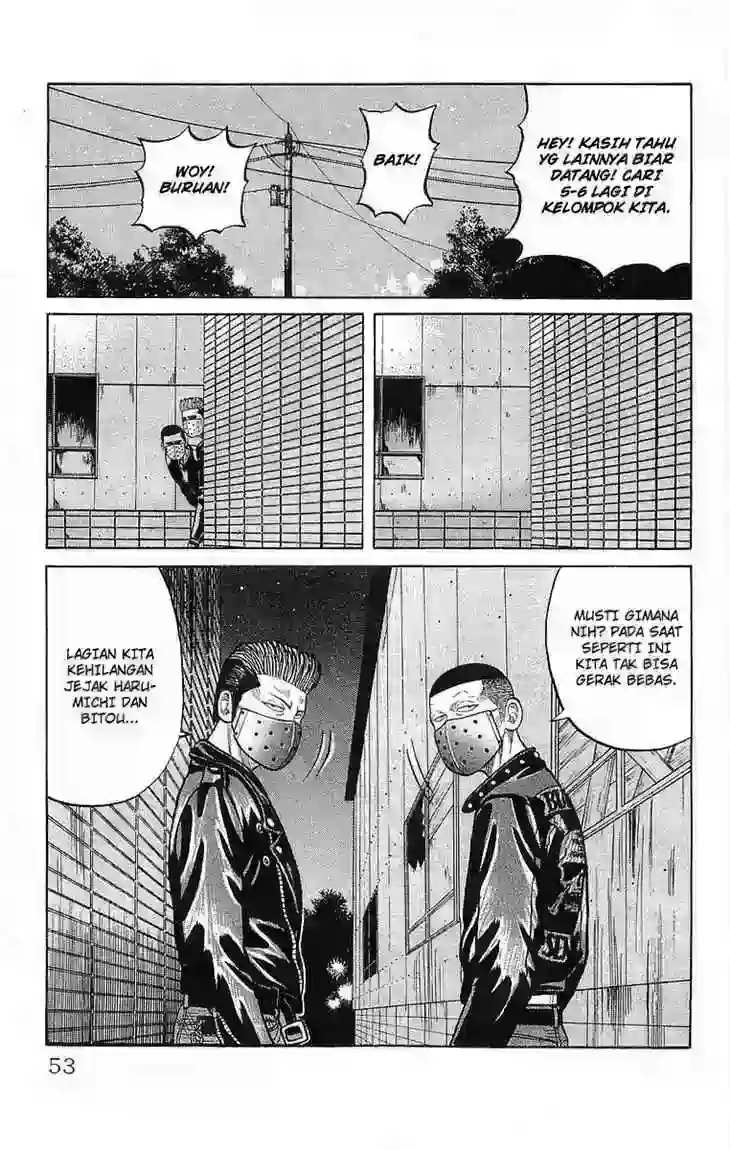 HEY! KASIH TAHU
YG LAINNYA BIAR
DATANG! CARI
5-6 LAGI DI
KELOMPOK KITA.
BAIK!
WOY!
BURUAN!
MUSTI GIMANA
NIH? PADA SAAT
SEPERTI INI
KITA TAK BISA
GERAK BEBAS.
LAGIAN KITA
KEHILANGAN
JEJAK HARU-
MICHI DAN
BITOU...
53